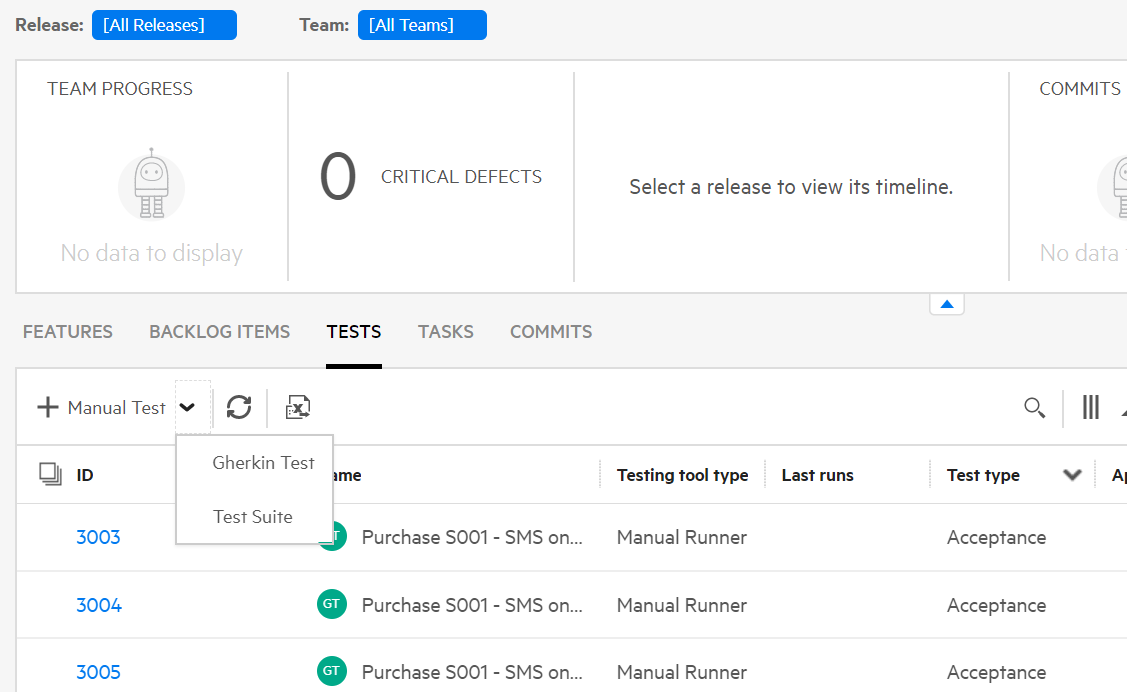 Release: [All Releases] Team: [All Teams]
TEAM PROGRESS
No data to display
0 CRITICAL DEFECTS
Select a release to view its timeline.
COMMITS
No data
FEATURES BACKLOG ITEMS TESTS TASKS COMMITS
Manual Test
Gherkin Test
Test Suite
ID ame Testing tool type Last runs Test type Ap
3003 Purchase S001 - SMS on... Manual Runner Acceptance
3004 GT Purchase S001 - SMS on... Manual Runner Acceptance
3005 GT Purchase S001 - SMS on... Manual Runner Acceptance